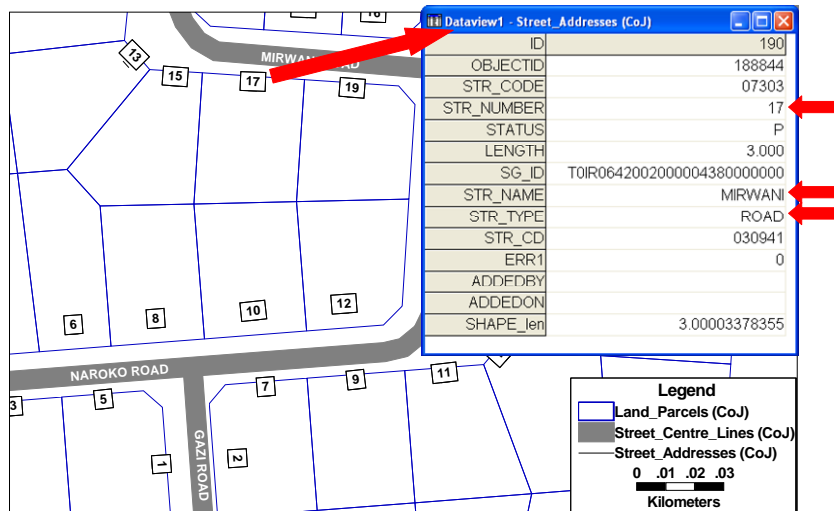 16
Dataview1 - Street_Addresses (CoJ)
ID 190
OBJECTID 188844
STR_CODE 07303
STR_NUMBER 17
STATUS P
LENGTH 3.000
SG_ID T0IR0642002000004380000000
STR_NAME MIRWANI
STR_TYPE ROAD
STR_CD 030941
ERR1 0
ADDEDBY
ADDEDON
SHAPE_len 3.00003378355
13
15
17
19
6
8
10
12
NAROKO ROAD
3
5
7
9
11
GAZI ROAD
1
2
Legend
Land_Parcels (CoJ)
Street_Centre_Lines (CoJ)
Street_Addresses (CoJ)
0 .01 .02 .03
Kilometers